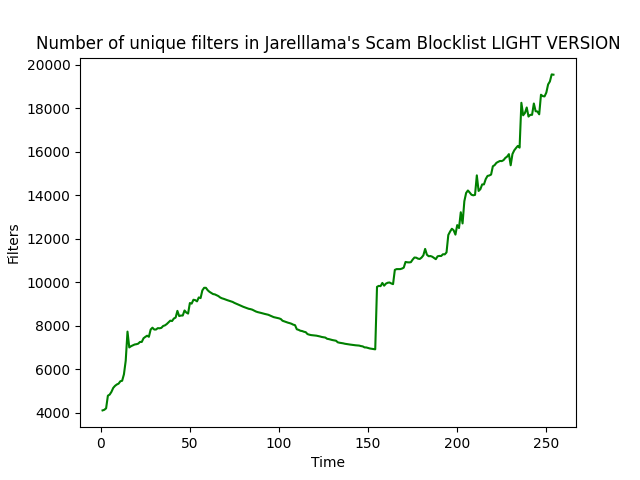 Number of unique filters in Jarelllama's Scam Blocklist LIGHT VERSION
20000
18000
16000
14000
12000
10000
8000
6000
4000
Filters
0 50 100 150 200 250
Time